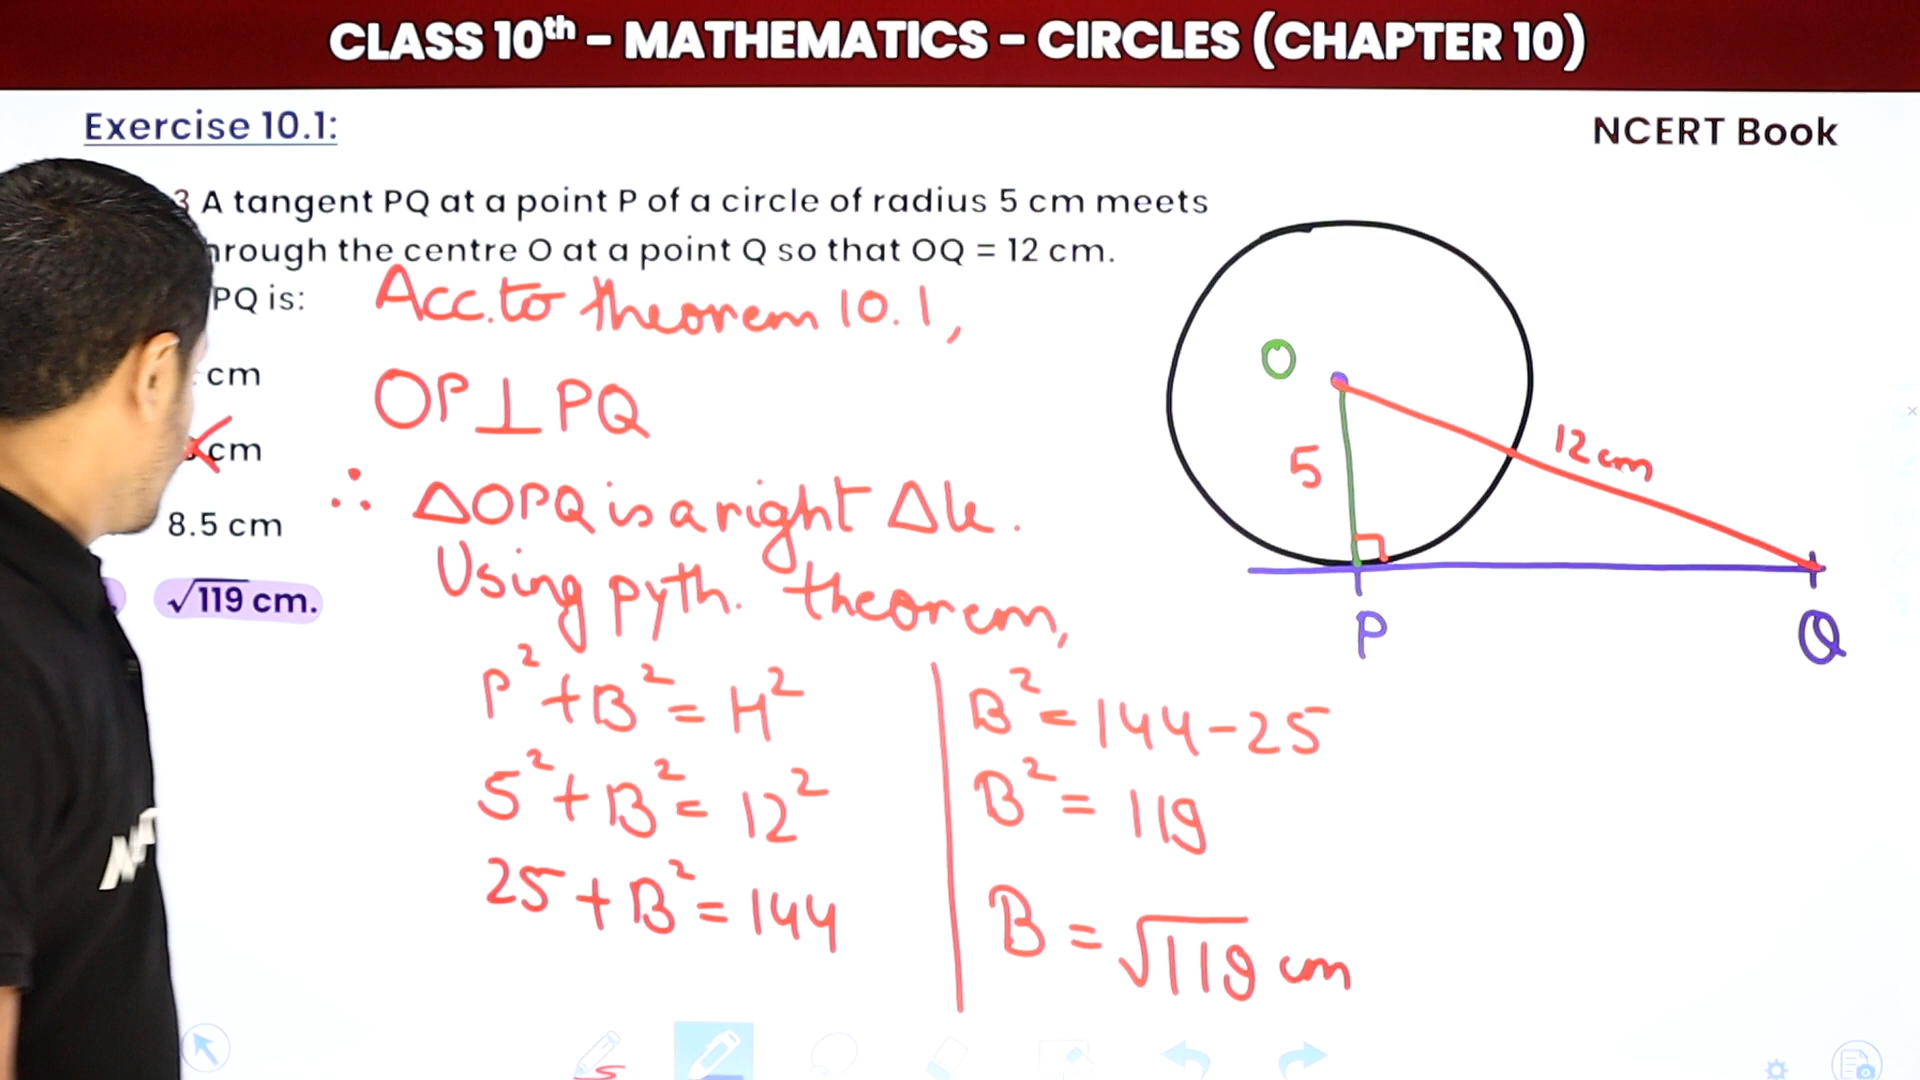 CLASS 10th - MATHEMATICS - CIRCLES (CHAPTER 10)
Exercise 10.1:
NCERT Book
3 A tangent PQ at a point P of a circle of radius 5 cm meets
through the centre O at a point Q so that OQ = 12 cm.
PQ is:
Acc. to theorem 10.1,
cm
OP ⊥ PQ
cm
∴ △OPQ is a right △le.
8.5 cm
Using pyth. theorem,
√119 cm.
P² + B² = H²
5² + B² = 12²
25 + B² = 144
B² = 144 - 25
B² = 119
B = √119 cm
O
5
12 cm
P
Q